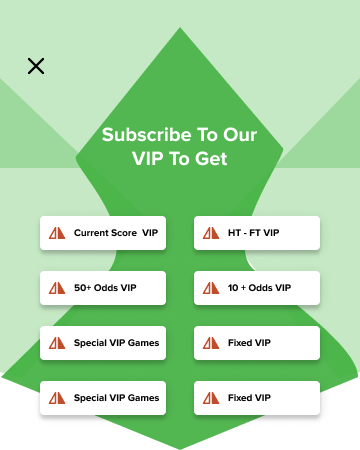 Subscribe To Our
VIP To Get
Current Score VIP
HT - FT VIP
50+ Odds VIP
10 + Odds VIP
Special VIP Games
Fixed VIP
Special VIP Games
Fixed VIP